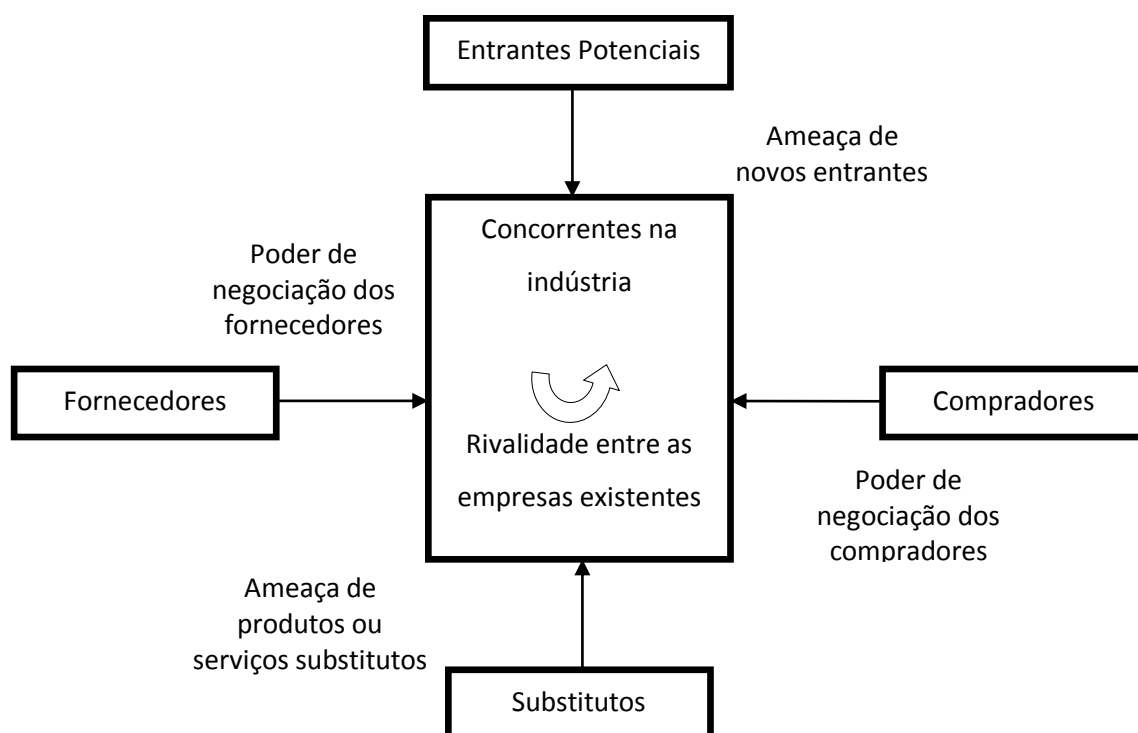 Entrantes Potenciais
Ameaça de
novos entrantes
Concorrentes na
indústria
Poder de
negociação dos
fornecedores
Fornecedores
Compradores
Rivalidade entre as
empresas existentes
Poder de
negociação dos
compradores
Ameaça de
produtos ou
serviços substitutos
Substitutos